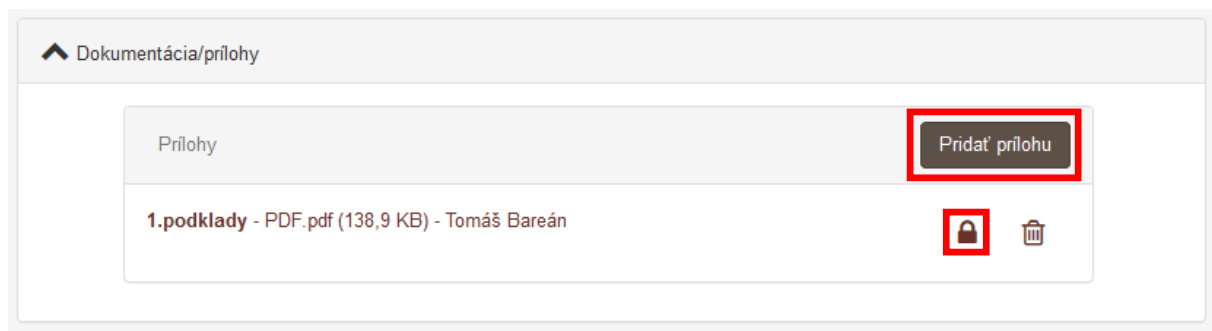 Dokumentácia/prílohy
Prílohy
Pridať prílohu
1.podklady - PDF.pdf (138,9 KB) - Tomáš Bareán